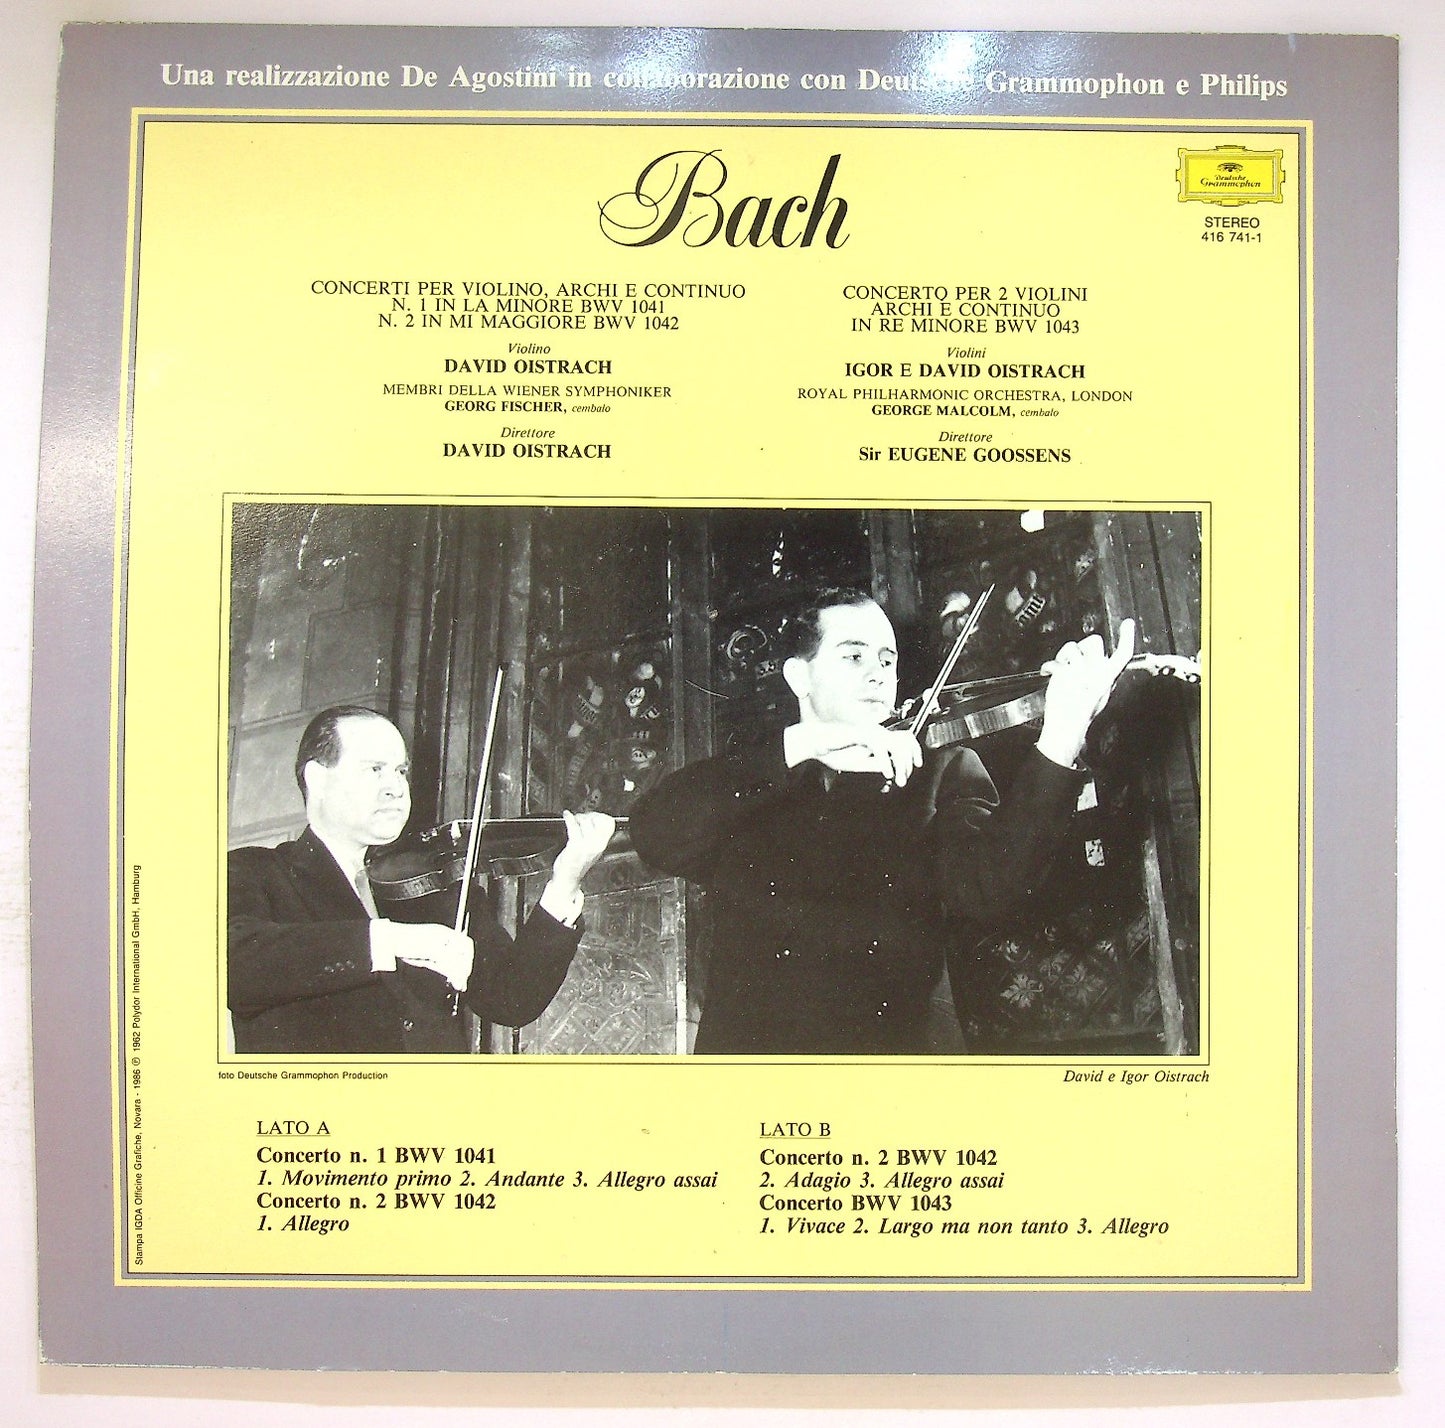 Una realizzazione De Agostini in collaborazione con Deutsche Grammophon e Philips
Bach
Deutsche
Grammophon
STEREO
416 741-1
CONCERTI PER VIOLINO, ARCHI E CONTINUO
N. 1 IN LA MINORE BWV 1041
N. 2 IN MI MAGGIORE BWV 1042
Violino
DAVID OISTRACH
MEMBRI DELLA WIENER SYMPHONIKER
GEORG FISCHER, cembalo
Direttore
DAVID OISTRACH
CONCERTO PER 2 VIOLINI
ARCHI E CONTINUO
IN RE MINORE BWV 1043
Violini
IGOR E DAVID OISTRACH
ROYAL PHILHARMONIC ORCHESTRA, LONDON
GEORGE MALCOLM, cembalo
Direttore
Sir EUGENE GOOSSENS
foto Deutsche Grammophon Production
David e Igor Oistrach
LATO A
Concerto n. 1 BWV 1041
1. Movimento primo 2. Andante 3. Allegro assai
Concerto n. 2 BWV 1042
1. Allegro
LATO B
Concerto n. 2 BWV 1042
2. Adagio 3. Allegro assai
Concerto BWV 1043
1. Vivace 2. Largo ma non tanto 3. Allegro
Stampa IGDA Officine Grafiche, Novara - 1986 ℗ 1962 Polydor International GmbH, Hamburg